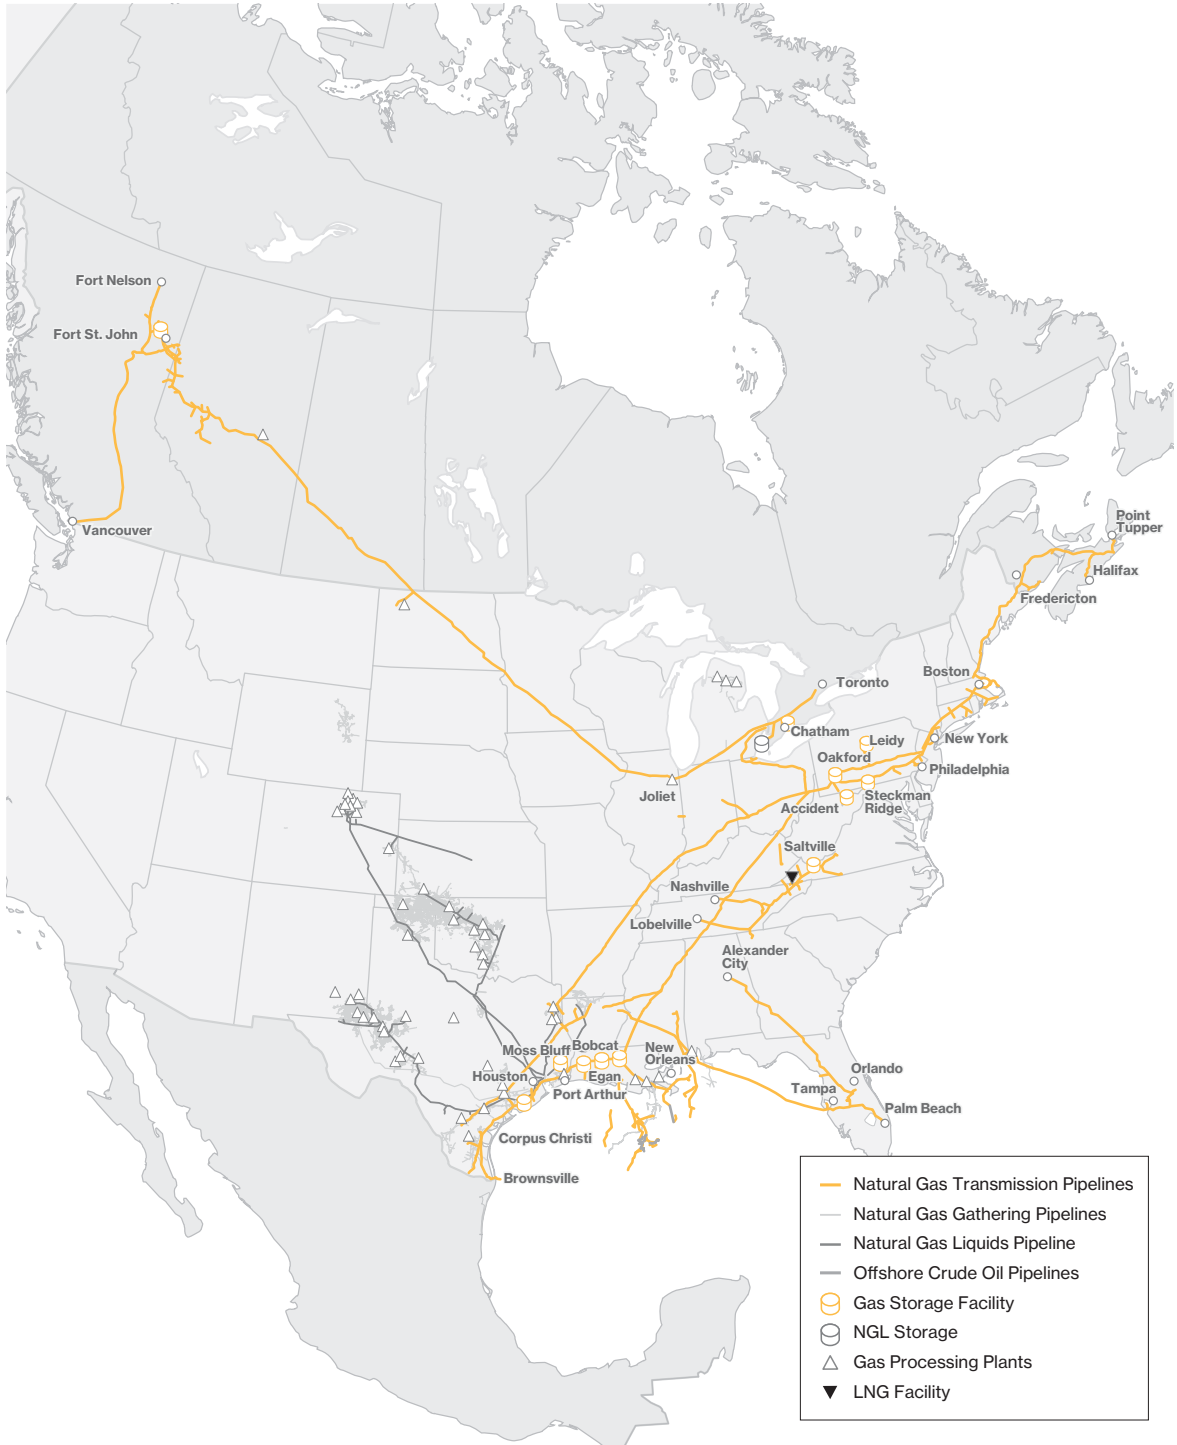 Fort Nelson
Fort St. John
Vancouver
Point
Tupper
Halifax
Fredericton
Boston
Toronto
Chatham
Leidy
New York
Oakford
Philadelphia
Joliet
Accident
Steckman
Ridge
Saltville
Nashville
Lobelville
Alexander
City
Moss Bluff
Bobcat
New
Orleans
Houston
Egan
Port Arthur
Orlando
Tampa
Palm Beach
Corpus Christi
Brownsville
Natural Gas Transmission Pipelines
Natural Gas Gathering Pipelines
Natural Gas Liquids Pipeline
Offshore Crude Oil Pipelines
Gas Storage Facility
NGL Storage
Gas Processing Plants
LNG Facility